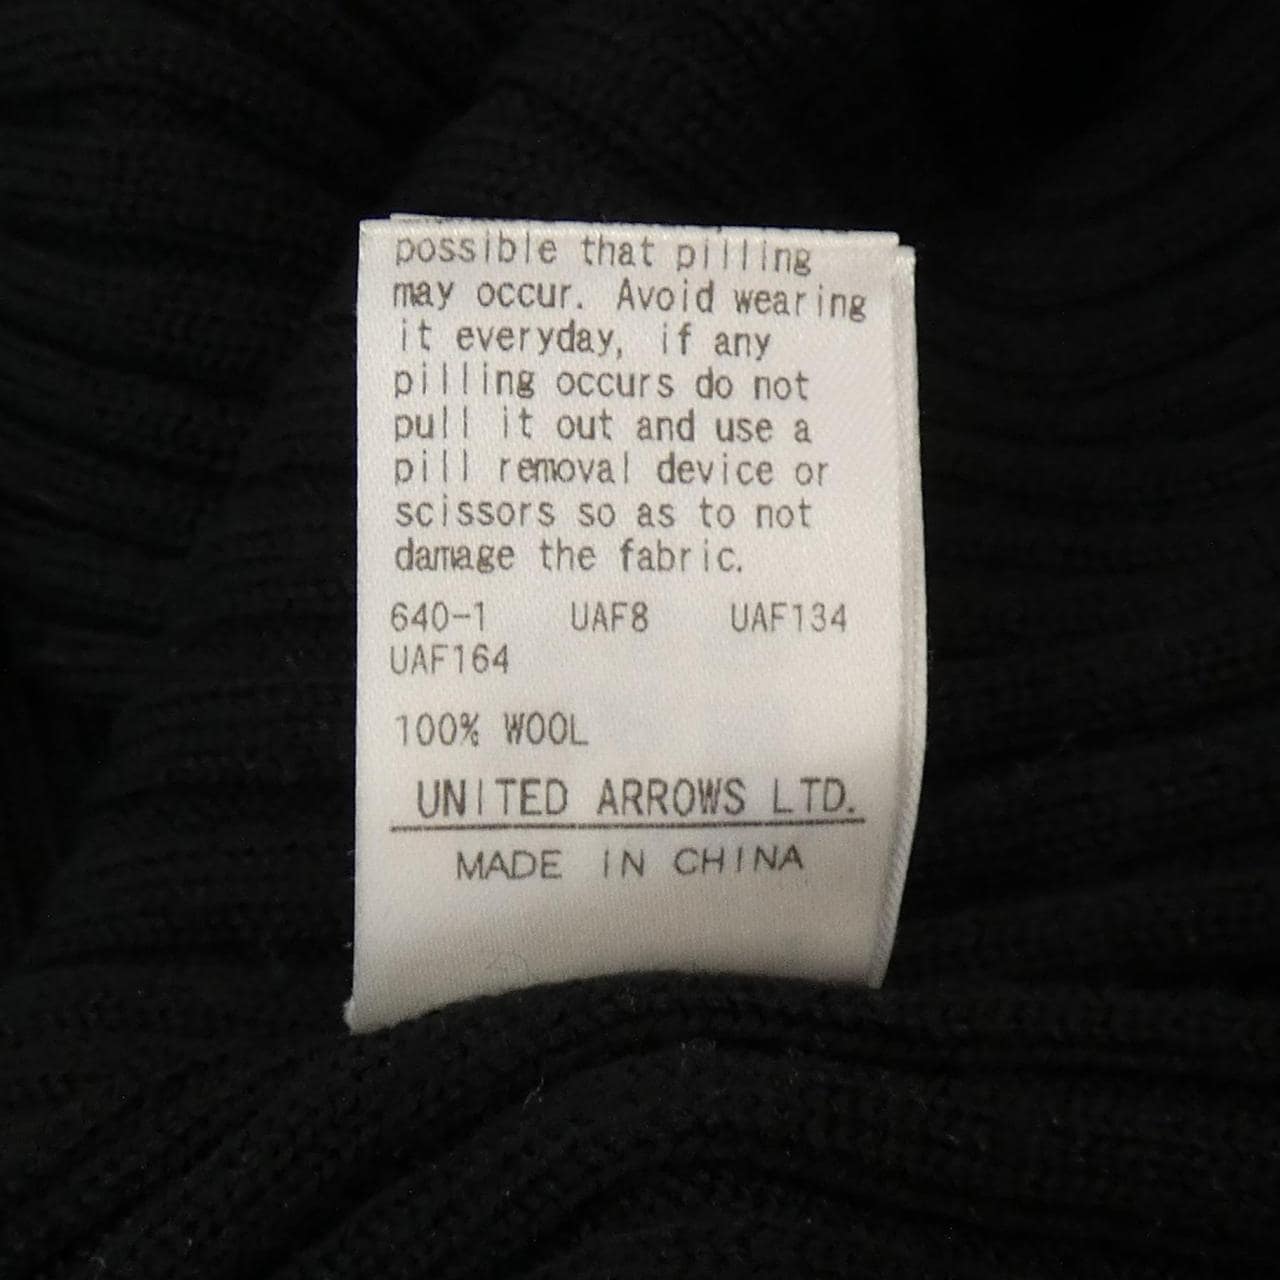 possible that pilling
may occur. Avoid wearing
it everyday, if any
pilling occurs do not
pull it out and use a
pill removal device or
scissors so as to not
damage the fabric.
640-1 UAF8 UAF134
UAF164
100% WOOL
UNITED ARROWS LTD.
MADE IN CHINA